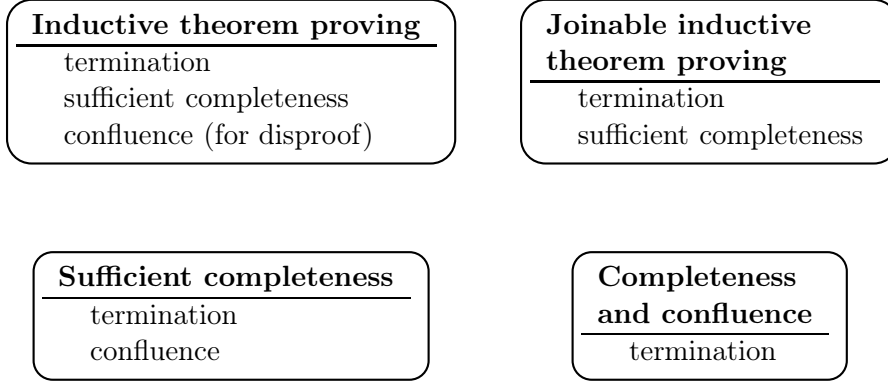 Inductive theorem proving
termination
sufficient completeness
confluence (for disproof)
Joinable inductive
theorem proving
termination
sufficient completeness
Sufficient completeness
termination
confluence
Completeness
and confluence
termination